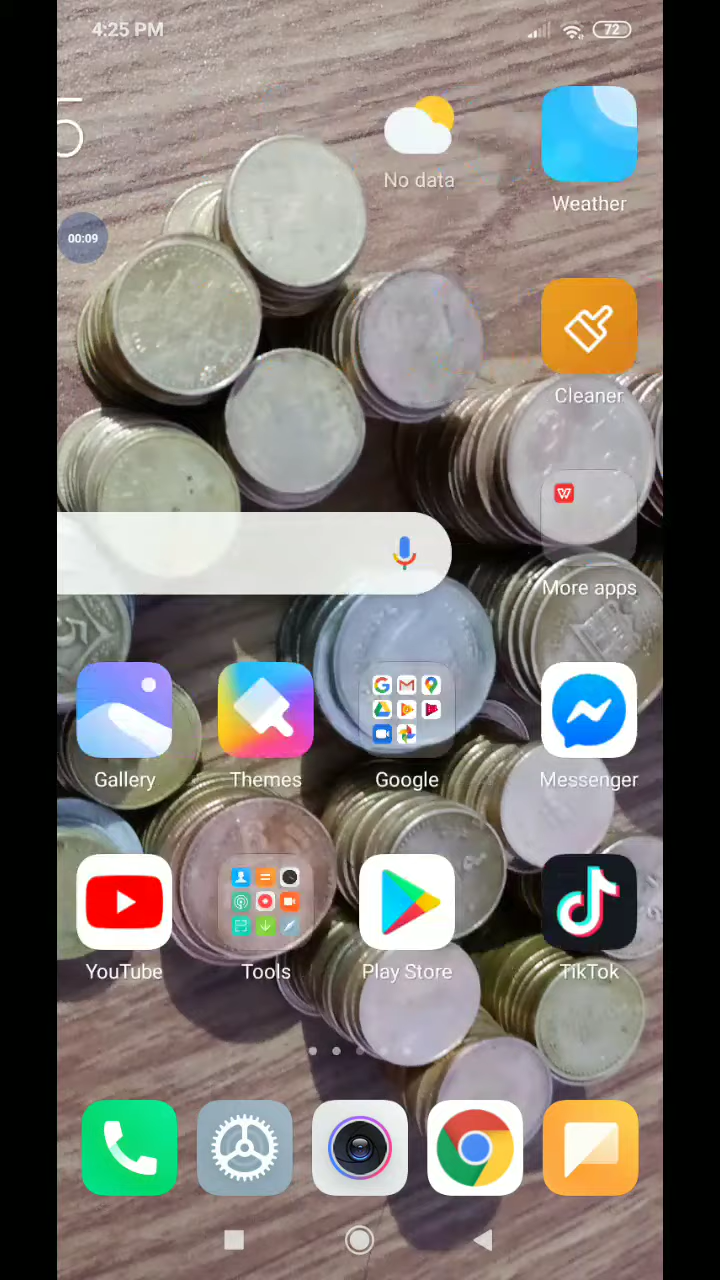 4:25 PM
72
5
No data
Weather
00:09
Cleaner
More apps
Gallery
Themes
Google
Messenger
YouTube
Tools
Play Store
TikTok